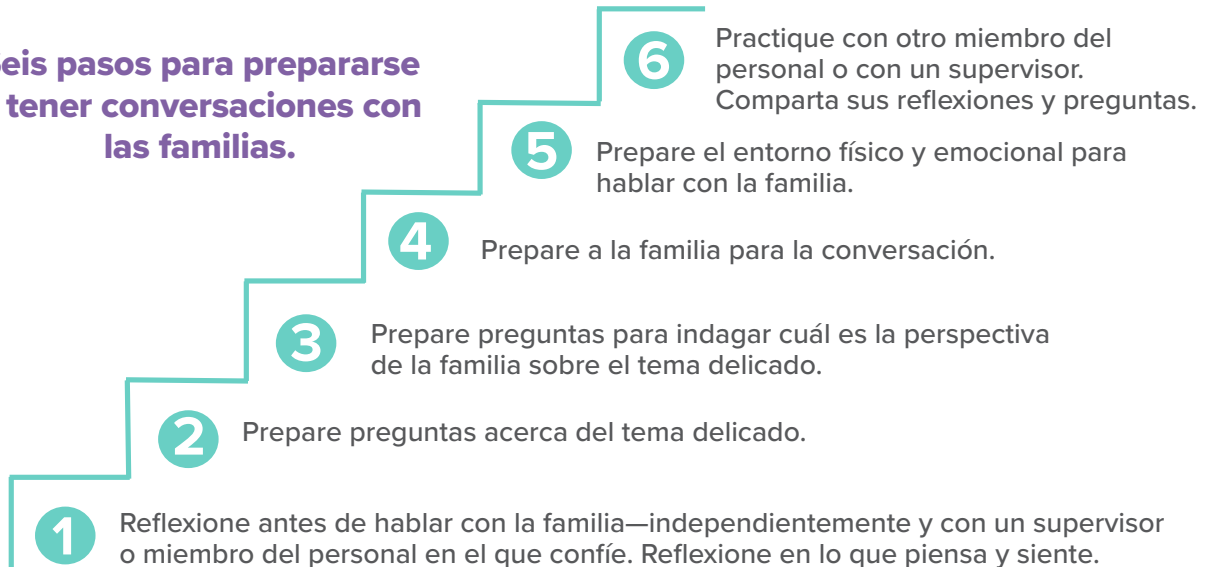 eis pasos para prepararse
tener conversaciones con
las familias.
6
Practique con otro miembro del
personal o con un supervisor.
Comparta sus reflexiones y preguntas.
5
Prepare el entorno físico y emocional para
hablar con la familia.
4
Prepare a la familia para la conversación.
3
Prepare preguntas para indagar cuál es la perspectiva
de la familia sobre el tema delicado.
2
Prepare preguntas acerca del tema delicado.
1
Reflexione antes de hablar con la familia—independientemente y con un supervisor
o miembro del personal en el que confíe. Reflexione en lo que piensa y siente.